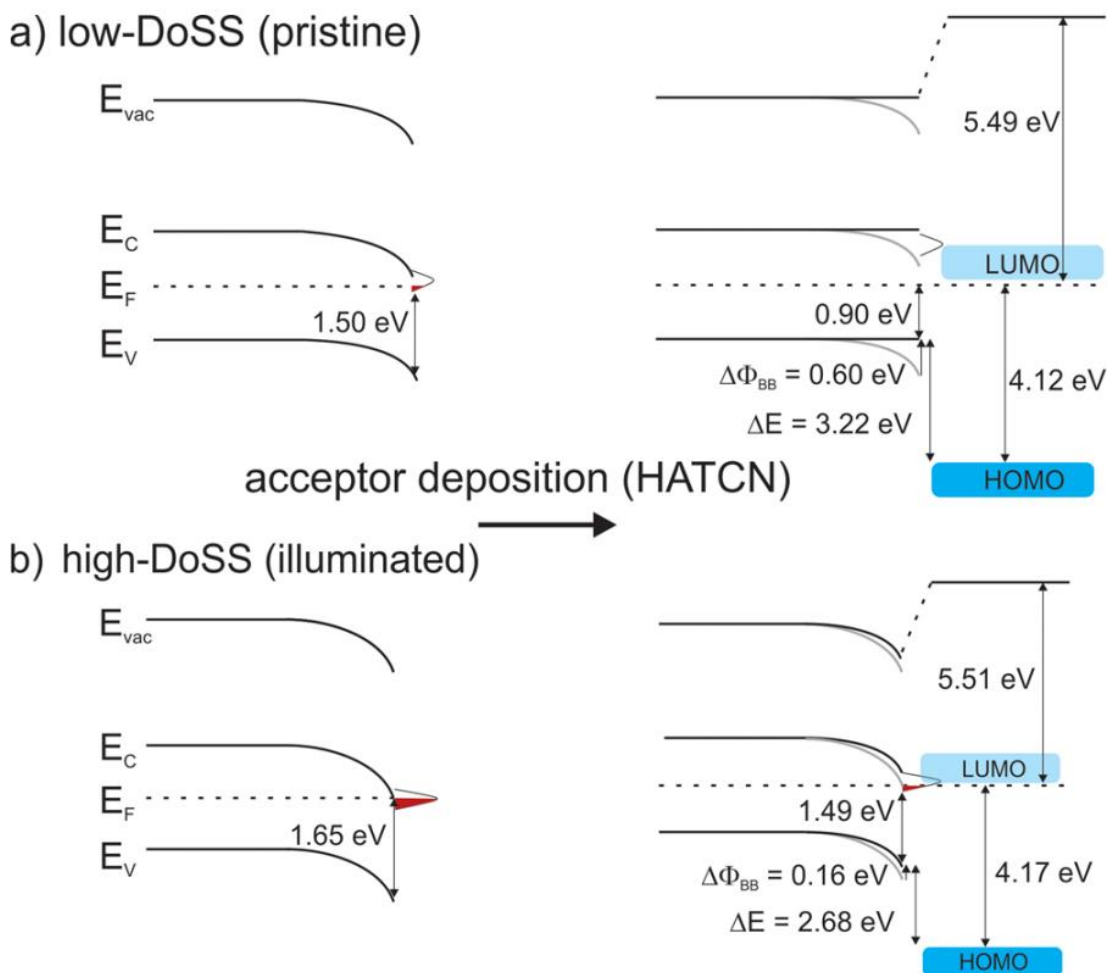 a) low-DoSS (pristine)
E_vac
E_C
E_F
E_V
1.50 eV
5.49 eV
LUMO
0.90 eV
ΔΦ_BB = 0.60 eV
4.12 eV
ΔE = 3.22 eV
HOMO
acceptor deposition (HATCN)
b) high-DoSS (illuminated)
E_vac
E_C
E_F
E_V
1.65 eV
5.51 eV
LUMO
1.49 eV
ΔΦ_BB = 0.16 eV
4.17 eV
ΔE = 2.68 eV
HOMO